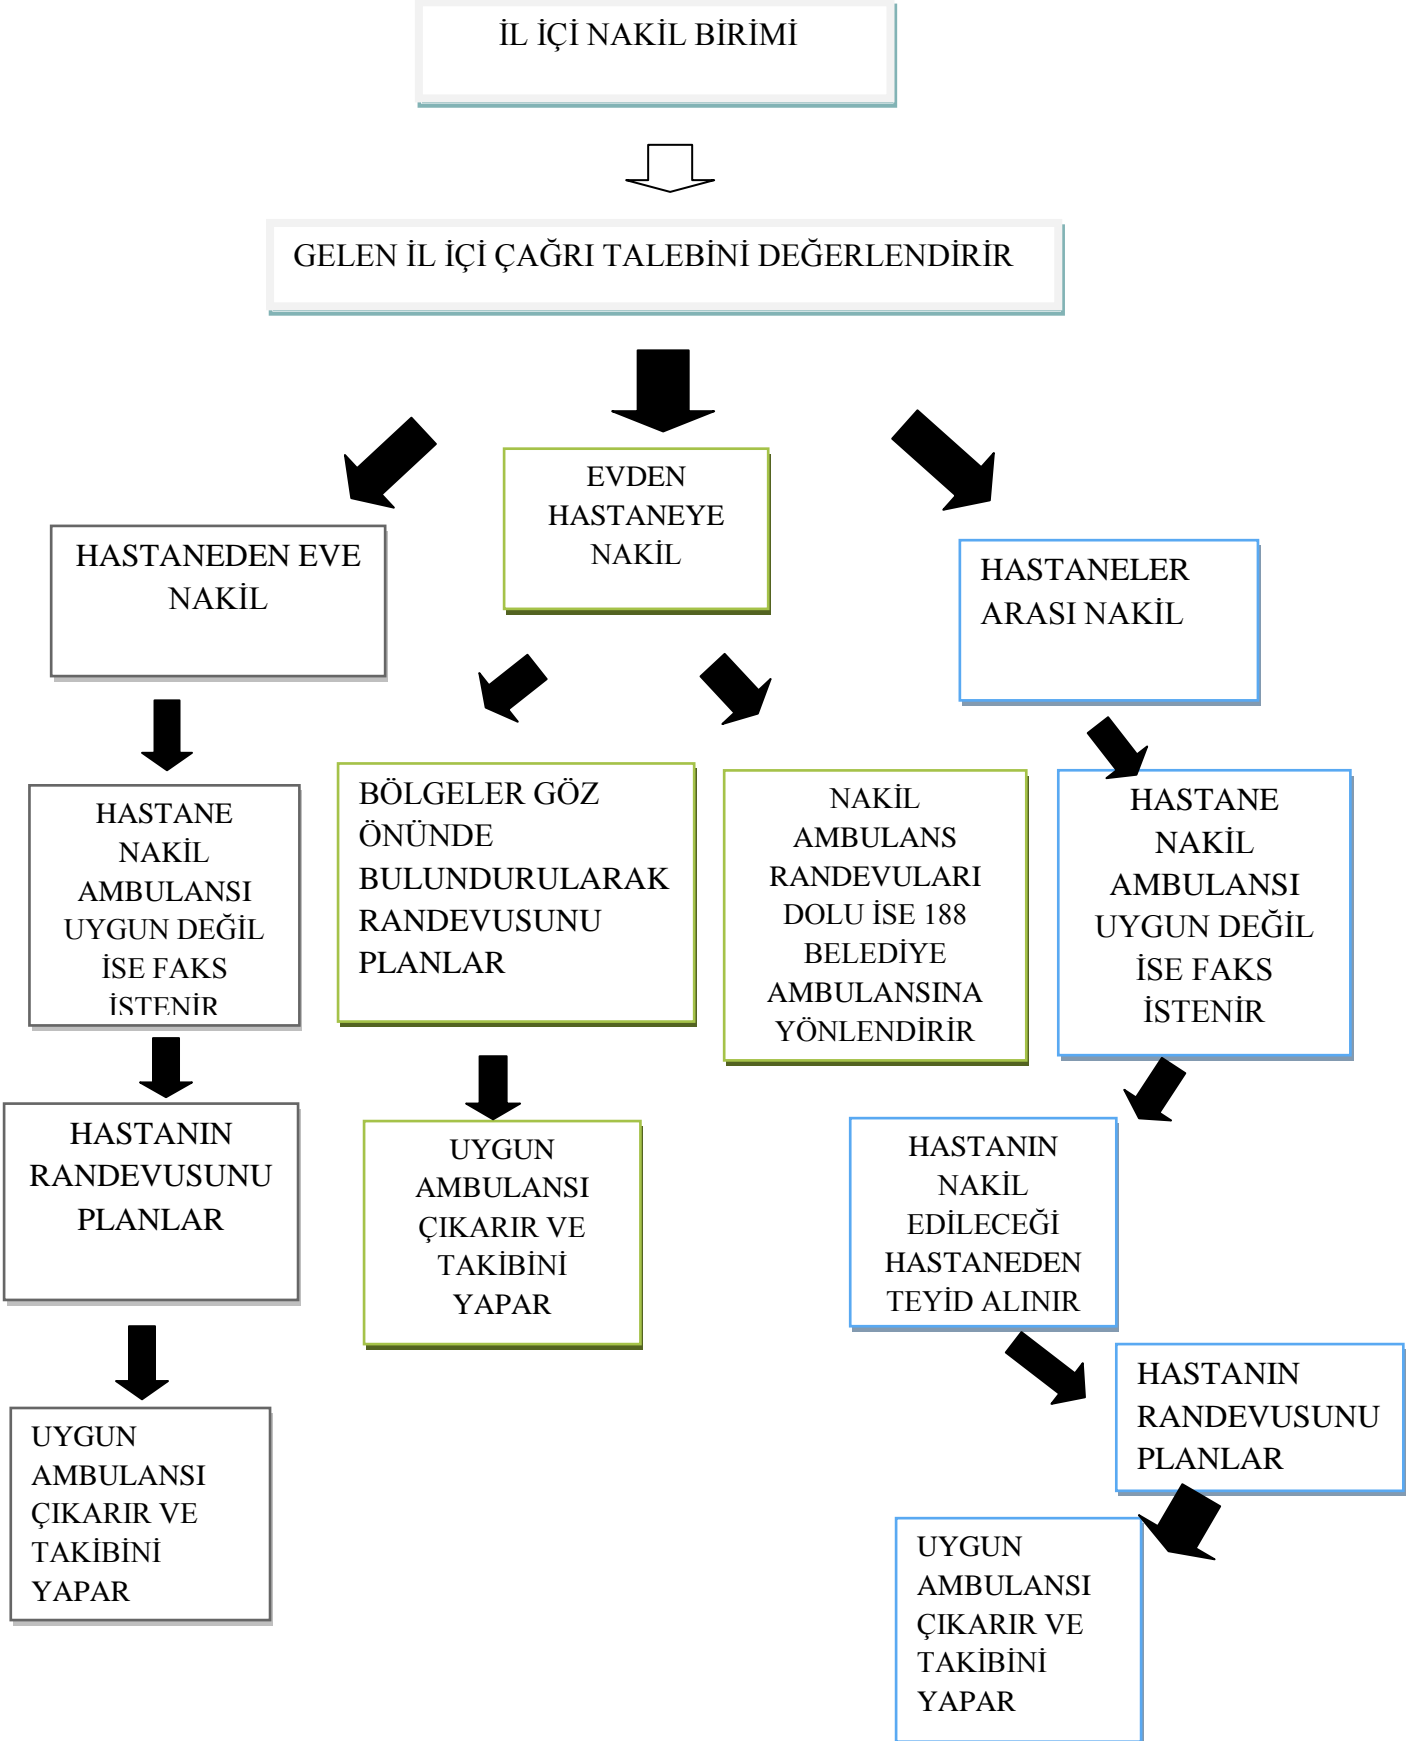 İL İÇİ NAKİL BİRİMİ
GELEN İL İÇİ ÇAĞRI TALEBİNİ DEĞERLENDİRİR
EVDEN
HASTANEYE
NAKİL
HASTANEDEN EVE
NAKİL
HASTANELER
ARASI NAKİL
HASTANE
NAKİL
AMBULANSI
UYGUN DEĞİL
İSE FAKS
İSTENİR
BÖLGELER GÖZ
ÖNÜNDE
BULUNDURULARAK
RANDEVUSUNU
PLANLAR
NAKİL
AMBULANS
RANDEVULARI
DOLU İSE 188
BELEDİYE
AMBULANSINA
YÖNLENDİRİR
HASTANE
NAKİL
AMBULANSI
UYGUN DEĞİL
İSE FAKS
İSTENİR
HASTANIN
RANDEVUSUNU
PLANLAR
UYGUN
AMBULANSI
ÇIKARIR VE
TAKİBİNİ
YAPAR
HASTANIN
NAKİL
EDİLECEĞİ
HASTANEDEN
TEYİD ALINIR
HASTANIN
RANDEVUSUNU
PLANLAR
UYGUN
AMBULANSI
ÇIKARIR VE
TAKİBİNİ
YAPAR
UYGUN
AMBULANSI
ÇIKARIR VE
TAKİBİNİ
YAPAR